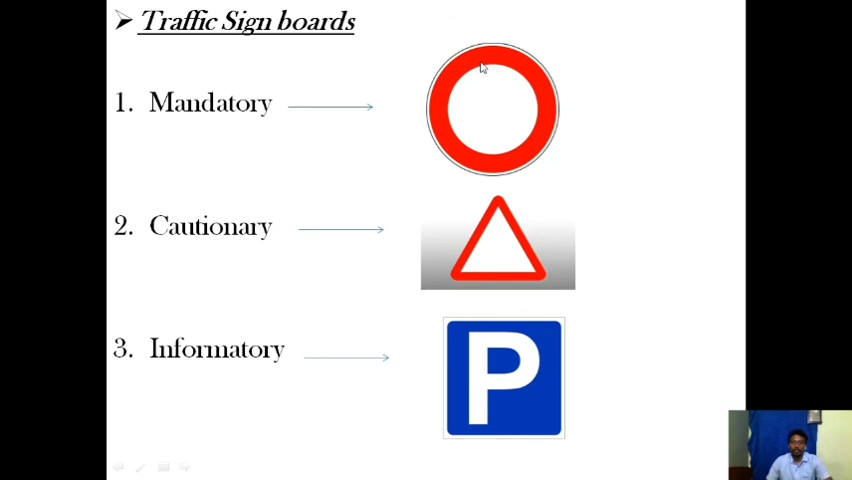 Traffic Sign boards
1. Mandatory
2. Cautionary
3. Informatory
P